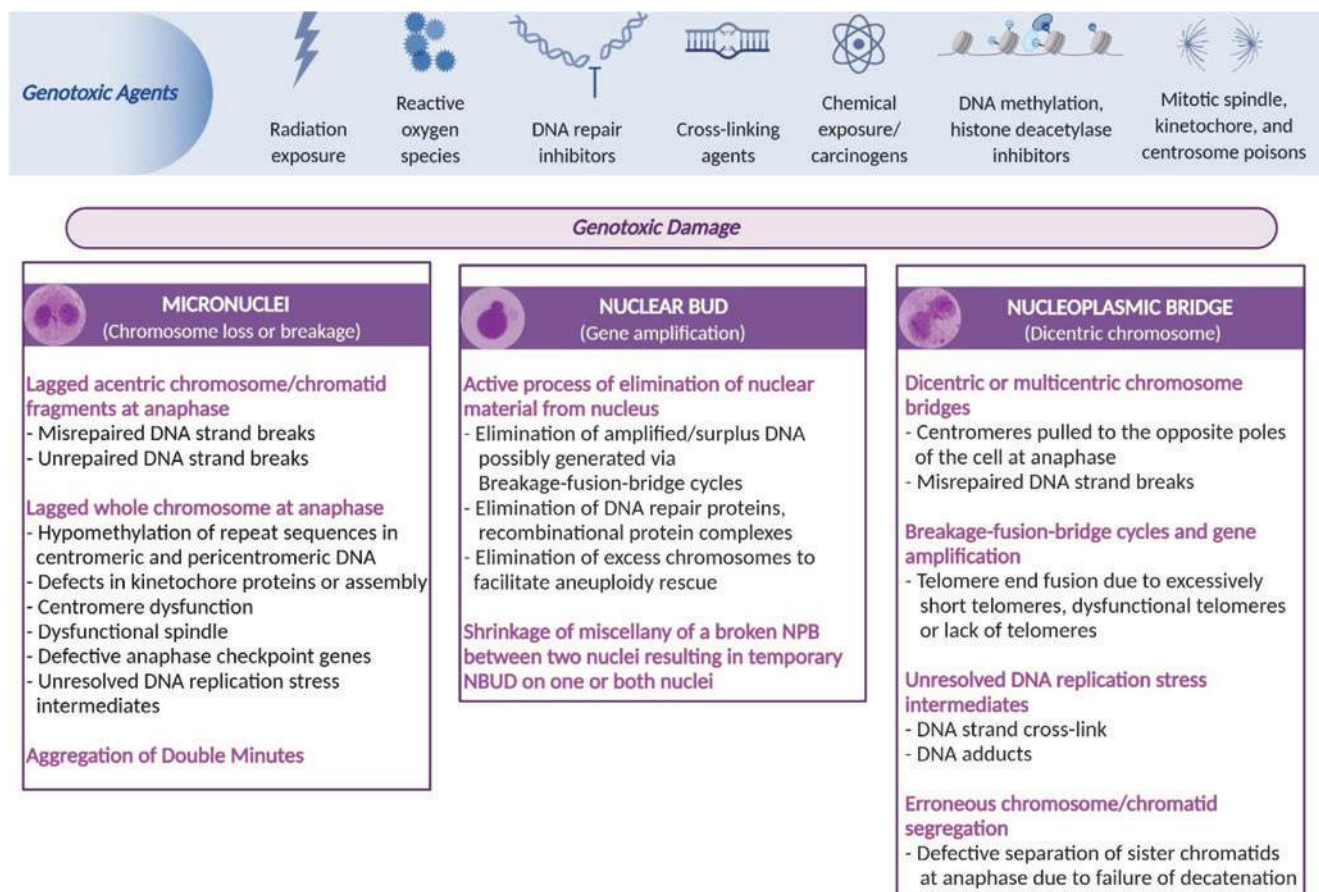 Genotoxic Agents
Radiation
exposure
Reactive
oxygen
species
DNA repair
inhibitors
Cross-linking
agents
Chemical
exposure/
carcinogens
DNA methylation,
histone deacetylase
inhibitors
Mitotic spindle,
kinetochore, and
centrosome poisons
Genotoxic Damage
MICRONUCLEI
(Chromosome loss or breakage)
Lagged acentric chromosome/chromatid
fragments at anaphase
- Misrepaired DNA strand breaks
- Unrepaired DNA strand breaks
Lagged whole chromosome at anaphase
- Hypomethylation of repeat sequences in
centromeric and pericentromeric DNA
- Defects in kinetochore proteins or assembly
- Centromere dysfunction
- Dysfunctional spindle
- Defective anaphase checkpoint genes
- Unresolved DNA replication stress
intermediates
Aggregation of Double Minutes
NUCLEAR BUD
(Gene amplification)
Active process of elimination of nuclear
material from nucleus
- Elimination of amplified/surplus DNA
possibly generated via
Breakage-fusion-bridge cycles
- Elimination of DNA repair proteins,
recombinational protein complexes
- Elimination of excess chromosomes to
facilitate aneuploidy rescue
Shrinkage of miscellany of a broken NPB
between two nuclei resulting in temporary
NBUD on one or both nuclei
NUCLEOPLASMIC BRIDGE
(Dicentric chromosome)
Dicentric or multicentric chromosome
bridges
- Centromeres pulled to the opposite poles
of the cell at anaphase
- Misrepaired DNA strand breaks
Breakage-fusion-bridge cycles and gene
amplification
- Telomere end fusion due to excessively
short telomeres, dysfunctional telomeres
or lack of telomeres
Unresolved DNA replication stress
intermediates
- DNA strand cross-link
- DNA adducts
Erroneous chromosome/chromatid
segregation
- Defective separation of sister chromatids
at anaphase due to failure of decatenation